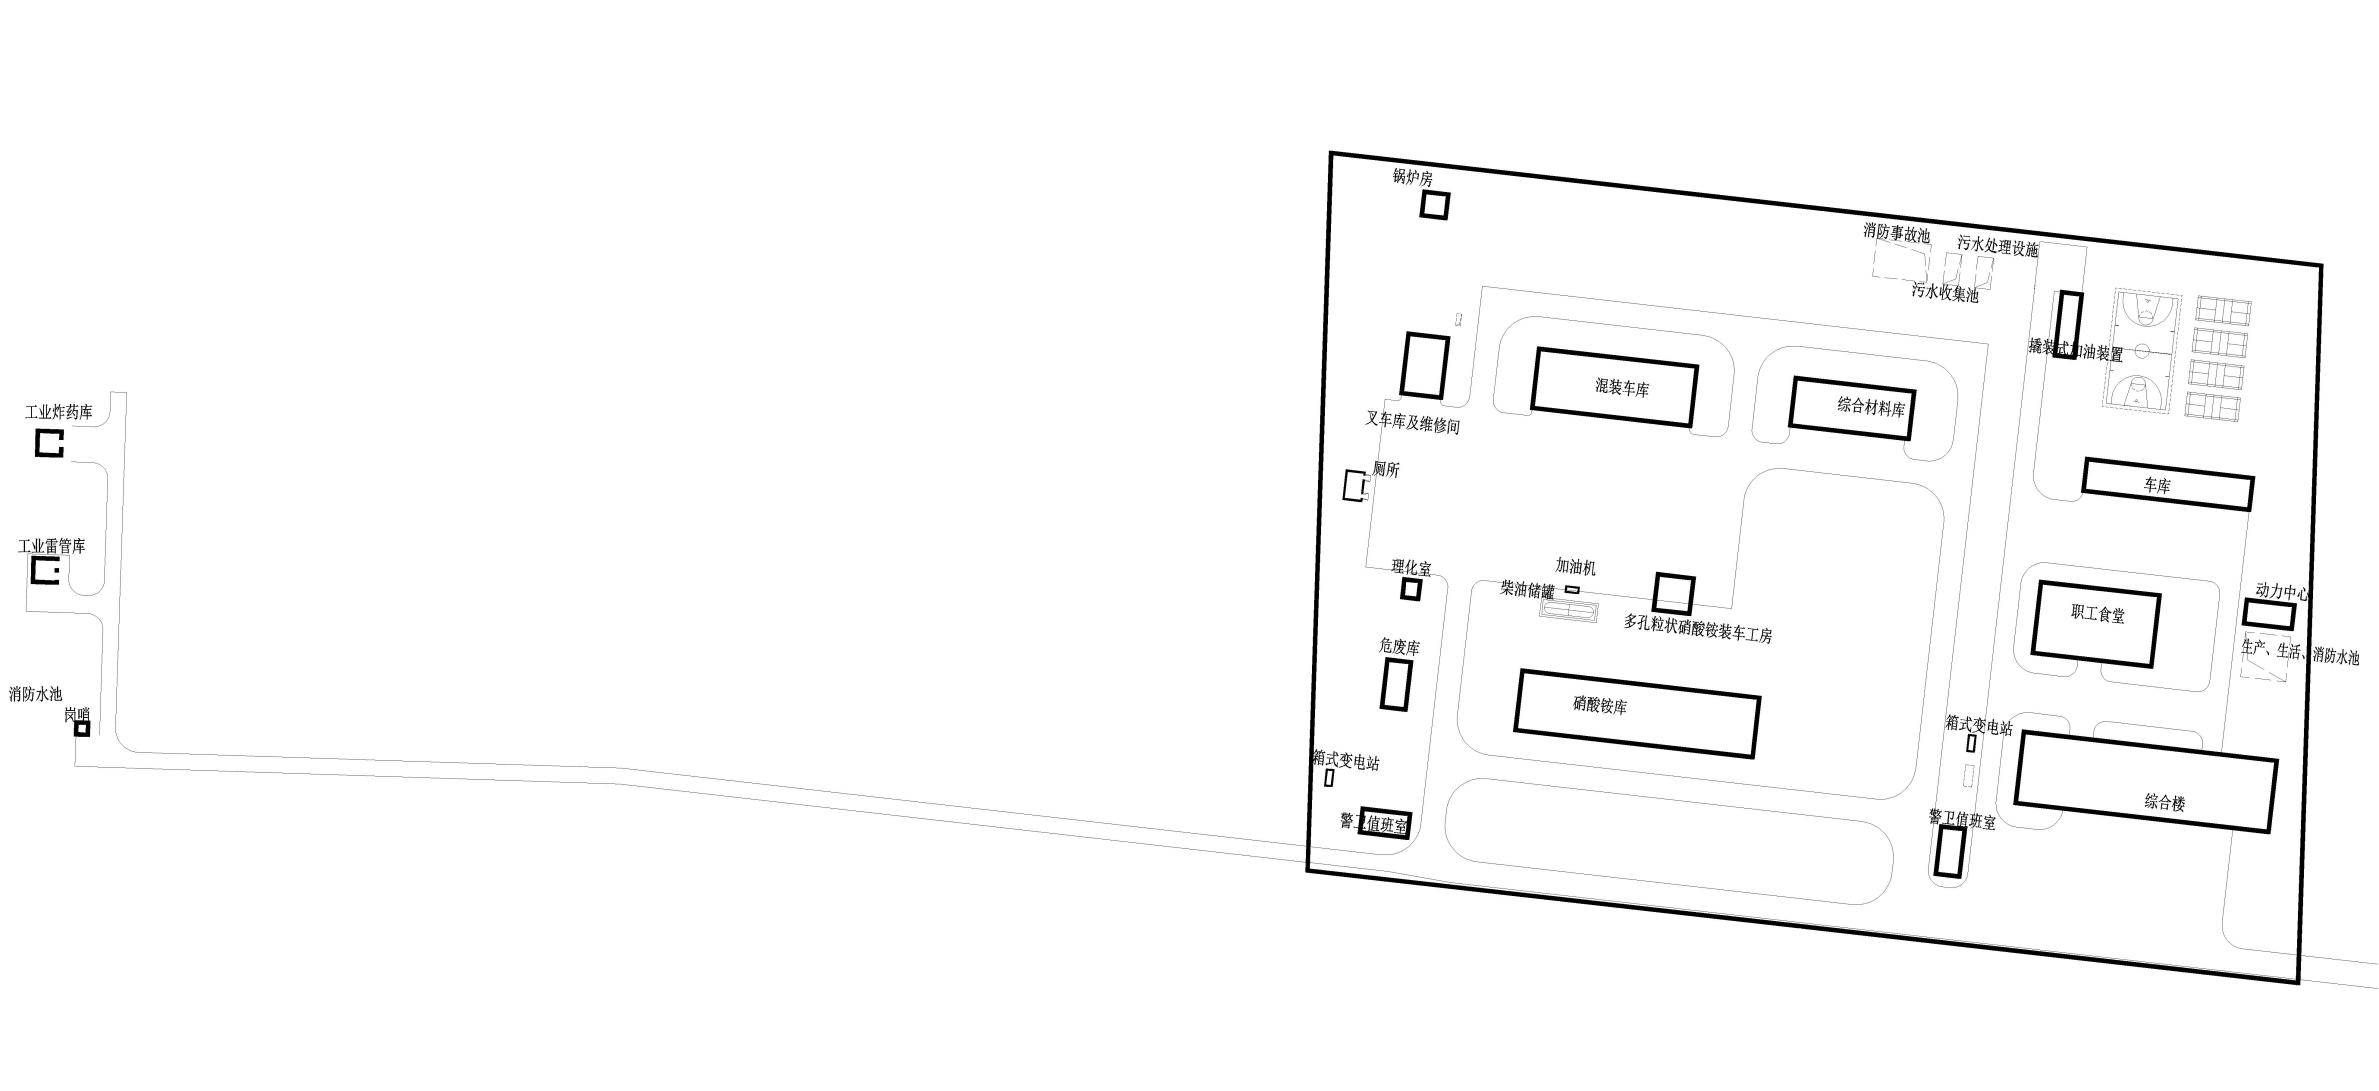 锅炉房
消防事故池
污水处理设施
污水收集池
撬装式加油装置
混装车库
综合材料库
叉车库及维修间
工业炸药库
厕所
车库
工业雷管库
理化室
加油机
柴油储罐
多孔粒状硝酸铵装车工房
职工食堂
动力中心
危废库
生产、生活、消防水池
消防水池
岗哨
硝酸铵库
箱式变电站
箱式变电站
综合楼
警卫值班室
警卫值班室